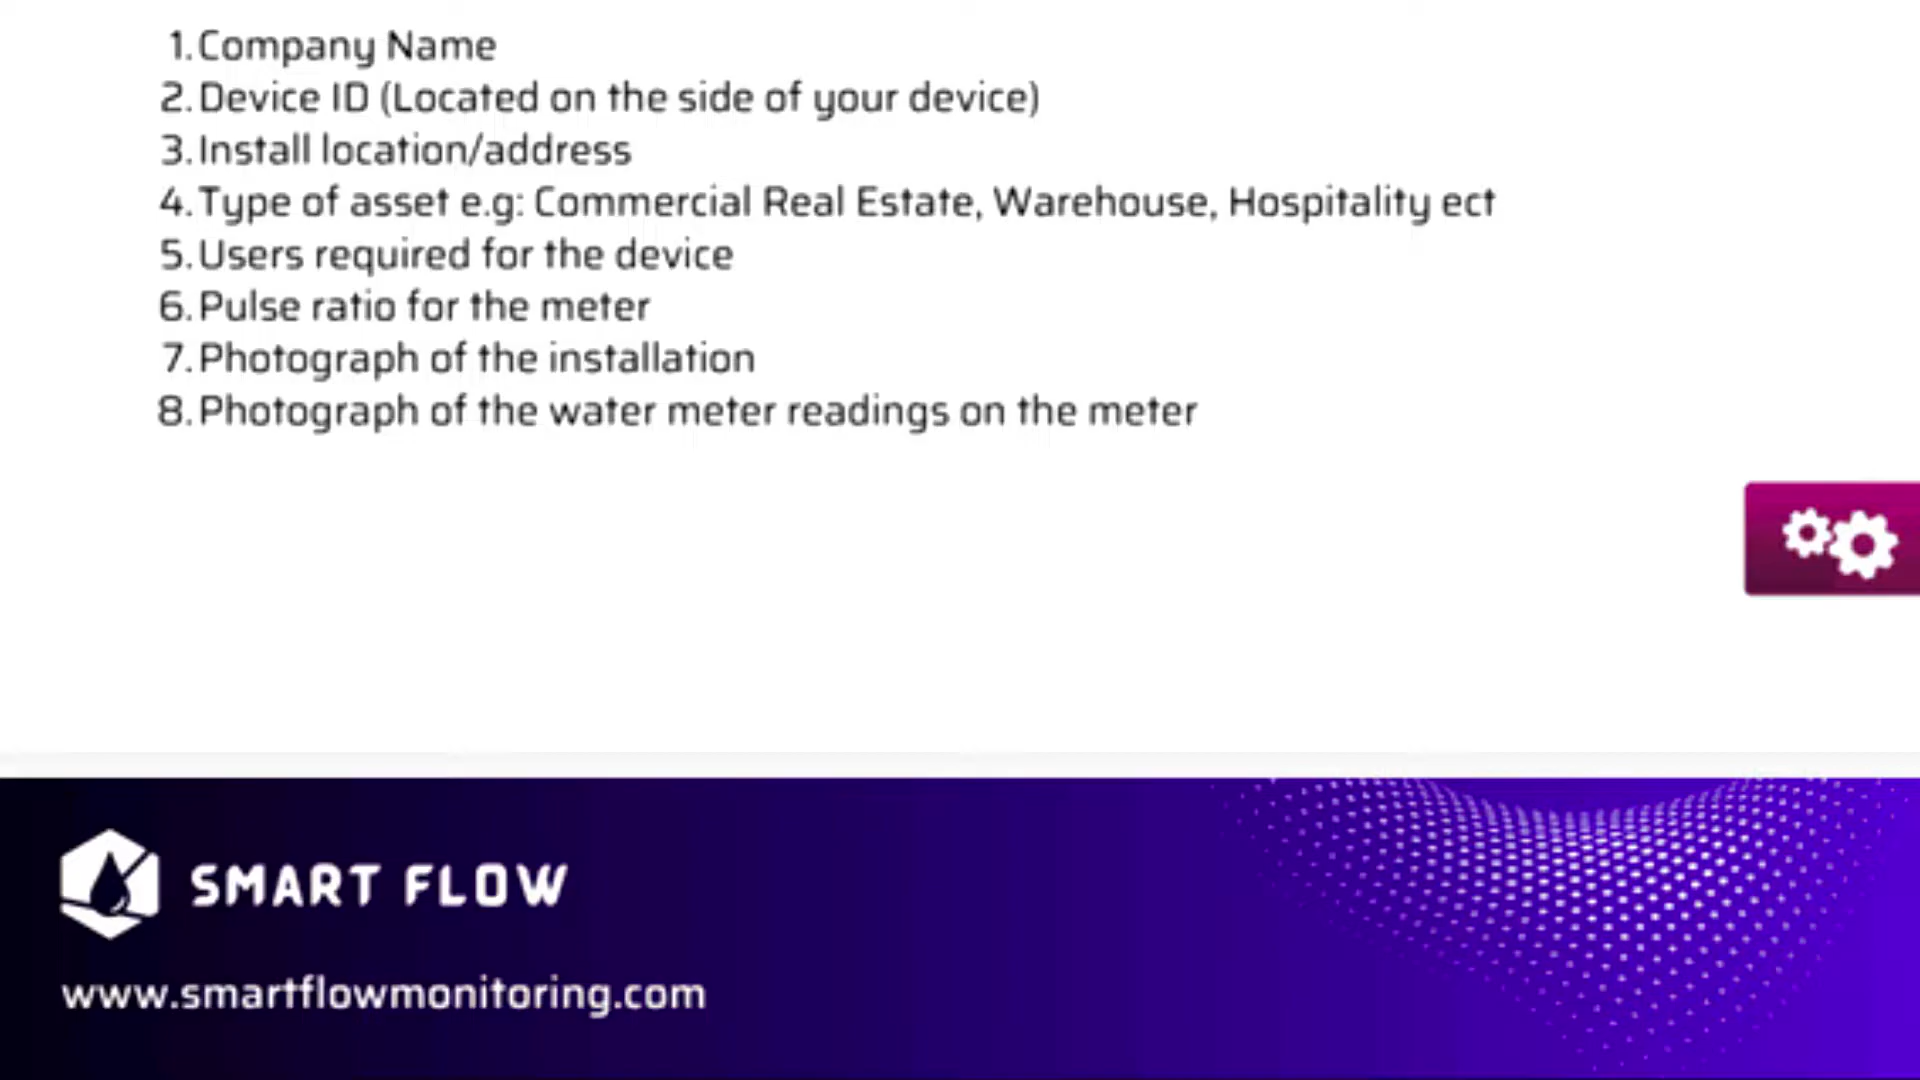 1. Company Name
2. Device ID (Located on the side of your device)
3. Install location/address
4. Type of asset e.g: Commercial Real Estate, Warehouse, Hospitality ect
5. Users required for the device
6. Pulse ratio for the meter
7. Photograph of the installation
8. Photograph of the water meter readings on the meter
SMART FLOW
www.smartflowmonitoring.com